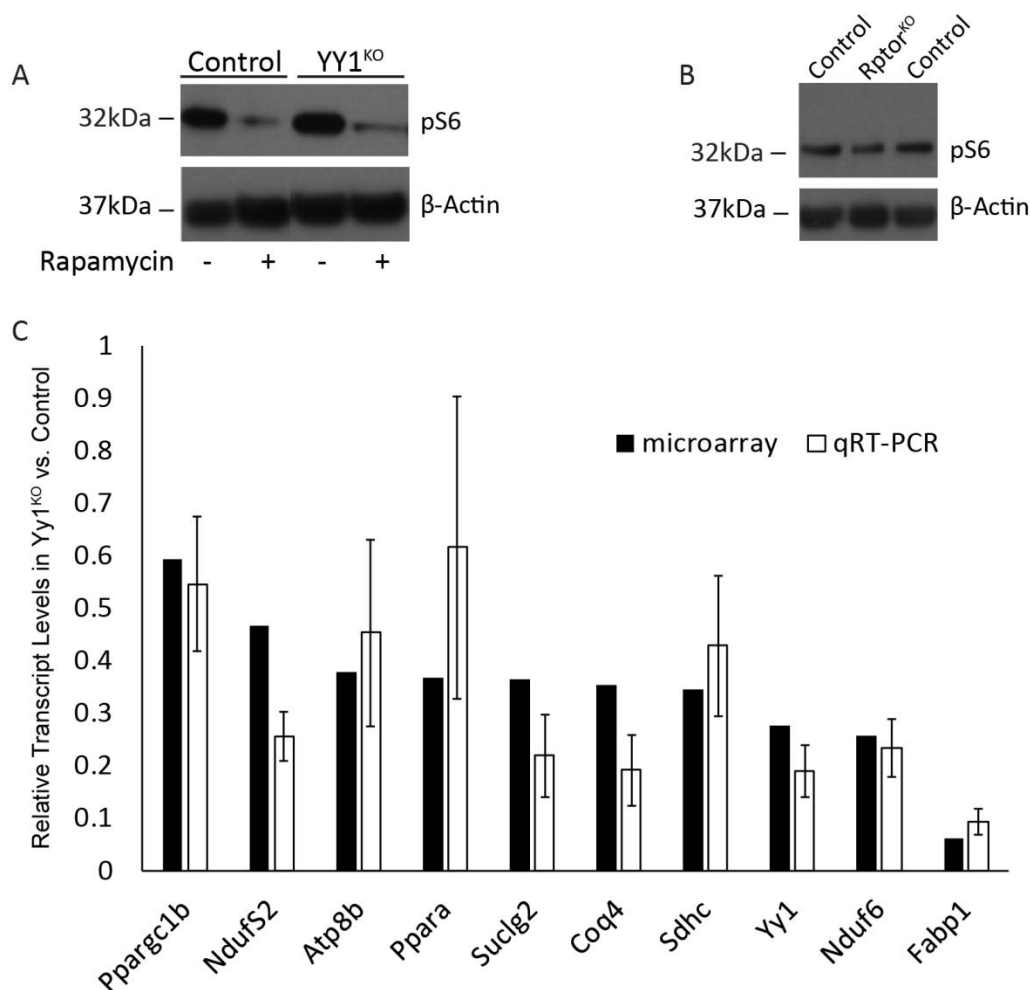 A
Control YY1KO
32kDa – pS6
37kDa – β-Actin
Rapamycin - + - +
B
Control RptorKO Control
32kDa – pS6
37kDa – β-Actin
C
Relative Transcript Levels in Yy1KO vs. Control
1
0.9
0.8
0.7
0.6
0.5
0.4
0.3
0.2
0.1
0
microarray qRT-PCR
Ppargc1b NdufS2 Atp8b Ppara Suclg2 Coq4 Sdhc Yy1 Nduf6 Fabp1